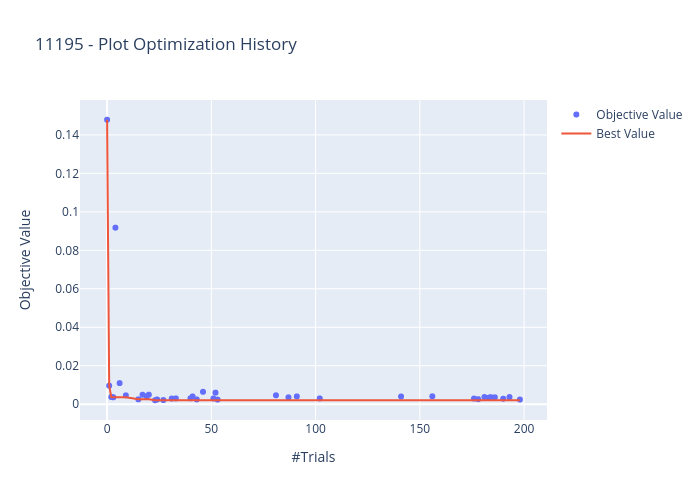 11195 - Plot Optimization History
Objective Value
Best Value
0.14
0.12
0.1
0.08
0.06
0.04
0.02
0
Objective Value
0
50
100
150
200
#Trials